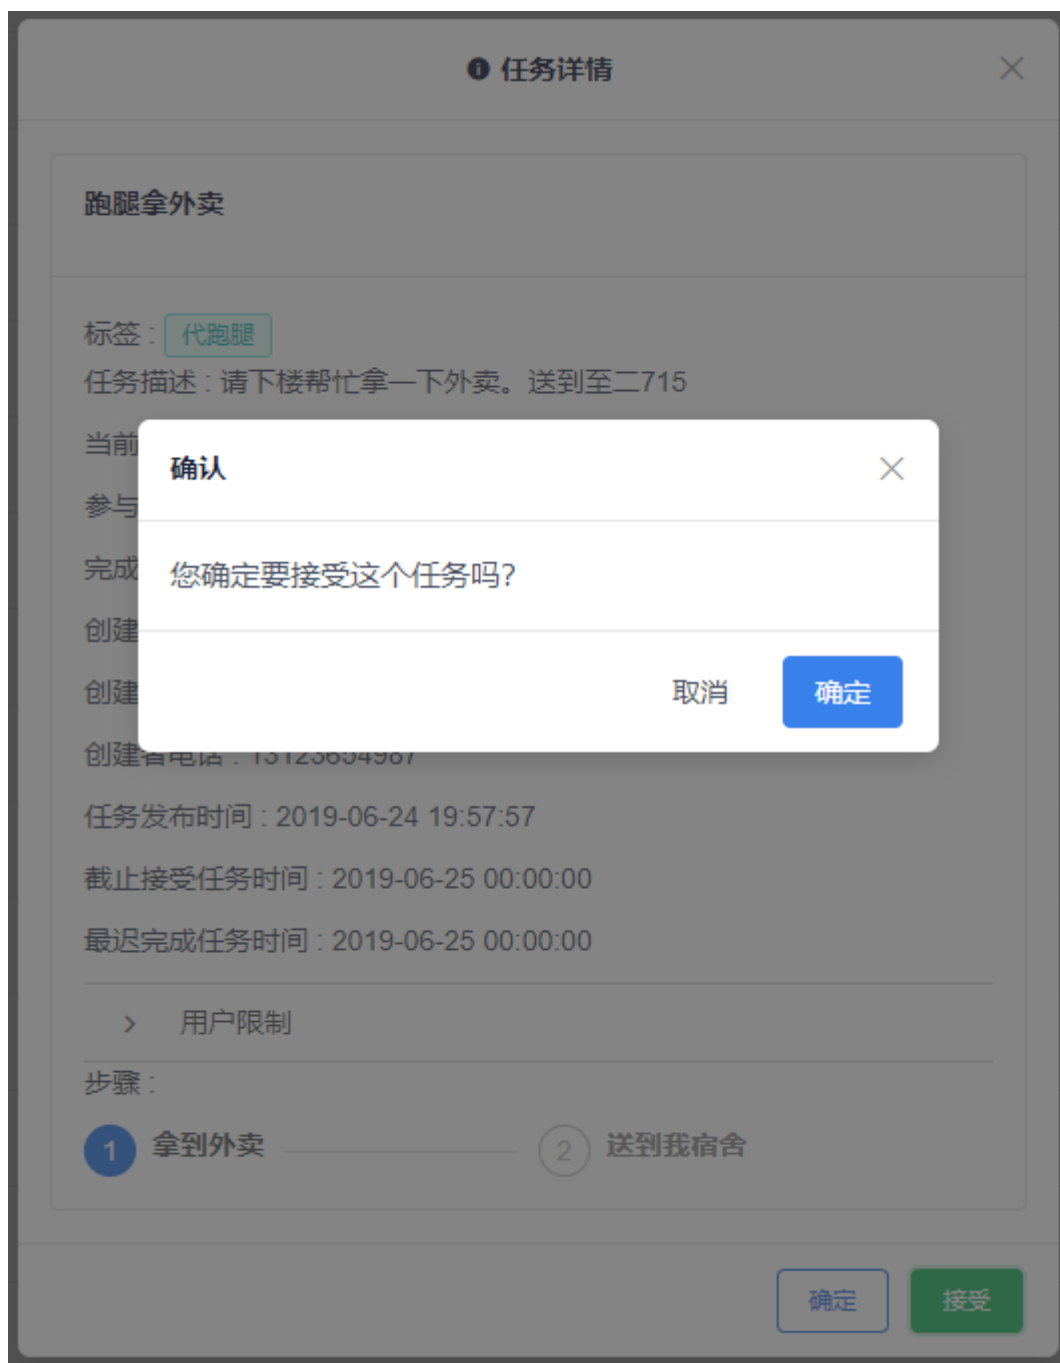 任务详情
跑腿拿外卖
标签 : 代跑腿
任务描述 : 请下楼帮忙拿一下外卖。送到至二715
当前
确认
参与
完成
您确定要接受这个任务吗?
创建
创建
取消 确定
创建者电话 : 13123654987
任务发布时间 : 2019-06-24 19:57:57
截止接受任务时间 : 2019-06-25 00:00:00
最迟完成任务时间 : 2019-06-25 00:00:00
用户限制
步骤 :
1 拿到外卖 2 送到我宿舍
确定 接受